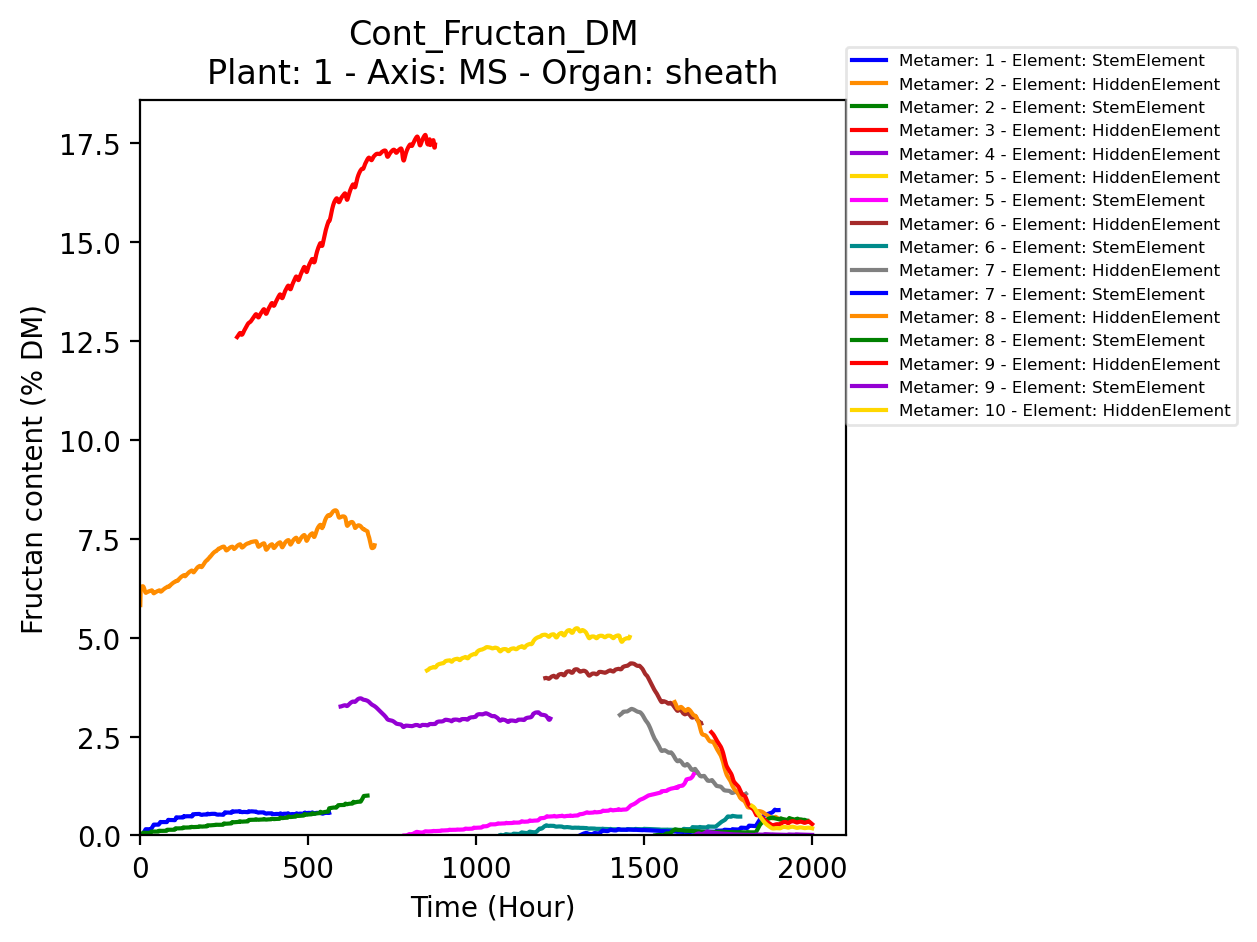 Cont_Fructan_DM
Plant: 1 - Axis: MS - Organ: sheath
Metamer: 1 - Element: StemElement
Metamer: 2 - Element: HiddenElement
Metamer: 2 - Element: StemElement
Metamer: 3 - Element: HiddenElement
Metamer: 4 - Element: HiddenElement
Metamer: 5 - Element: HiddenElement
Metamer: 5 - Element: StemElement
Metamer: 6 - Element: HiddenElement
Metamer: 6 - Element: StemElement
Metamer: 7 - Element: HiddenElement
Metamer: 7 - Element: StemElement
Metamer: 8 - Element: HiddenElement
Metamer: 8 - Element: StemElement
Metamer: 9 - Element: HiddenElement
Metamer: 9 - Element: StemElement
Metamer: 10 - Element: HiddenElement
Fructan content (% DM)
17.5
15.0
12.5
10.0
7.5
5.0
2.5
0.0
0 500 1000 1500 2000
Time (Hour)